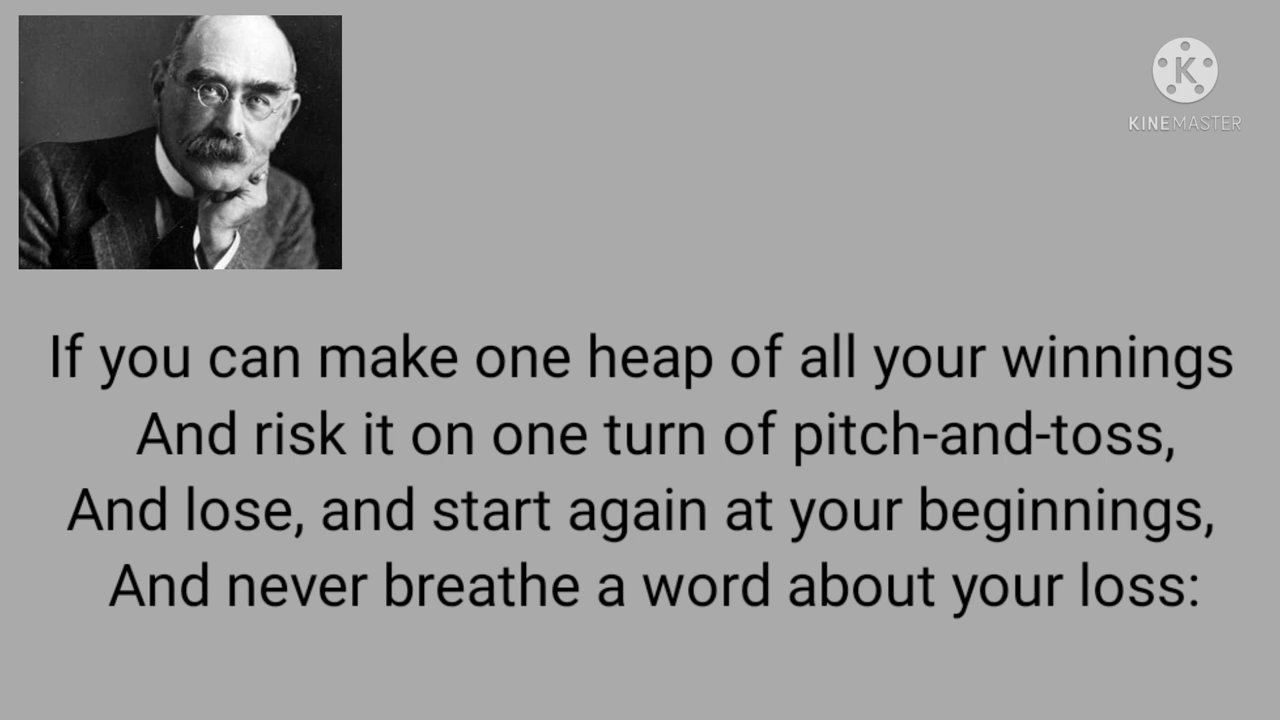 KINEMASTER
If you can make one heap of all your winnings
And risk it on one turn of pitch-and-toss,
And lose, and start again at your beginnings,
And never breathe a word about your loss: